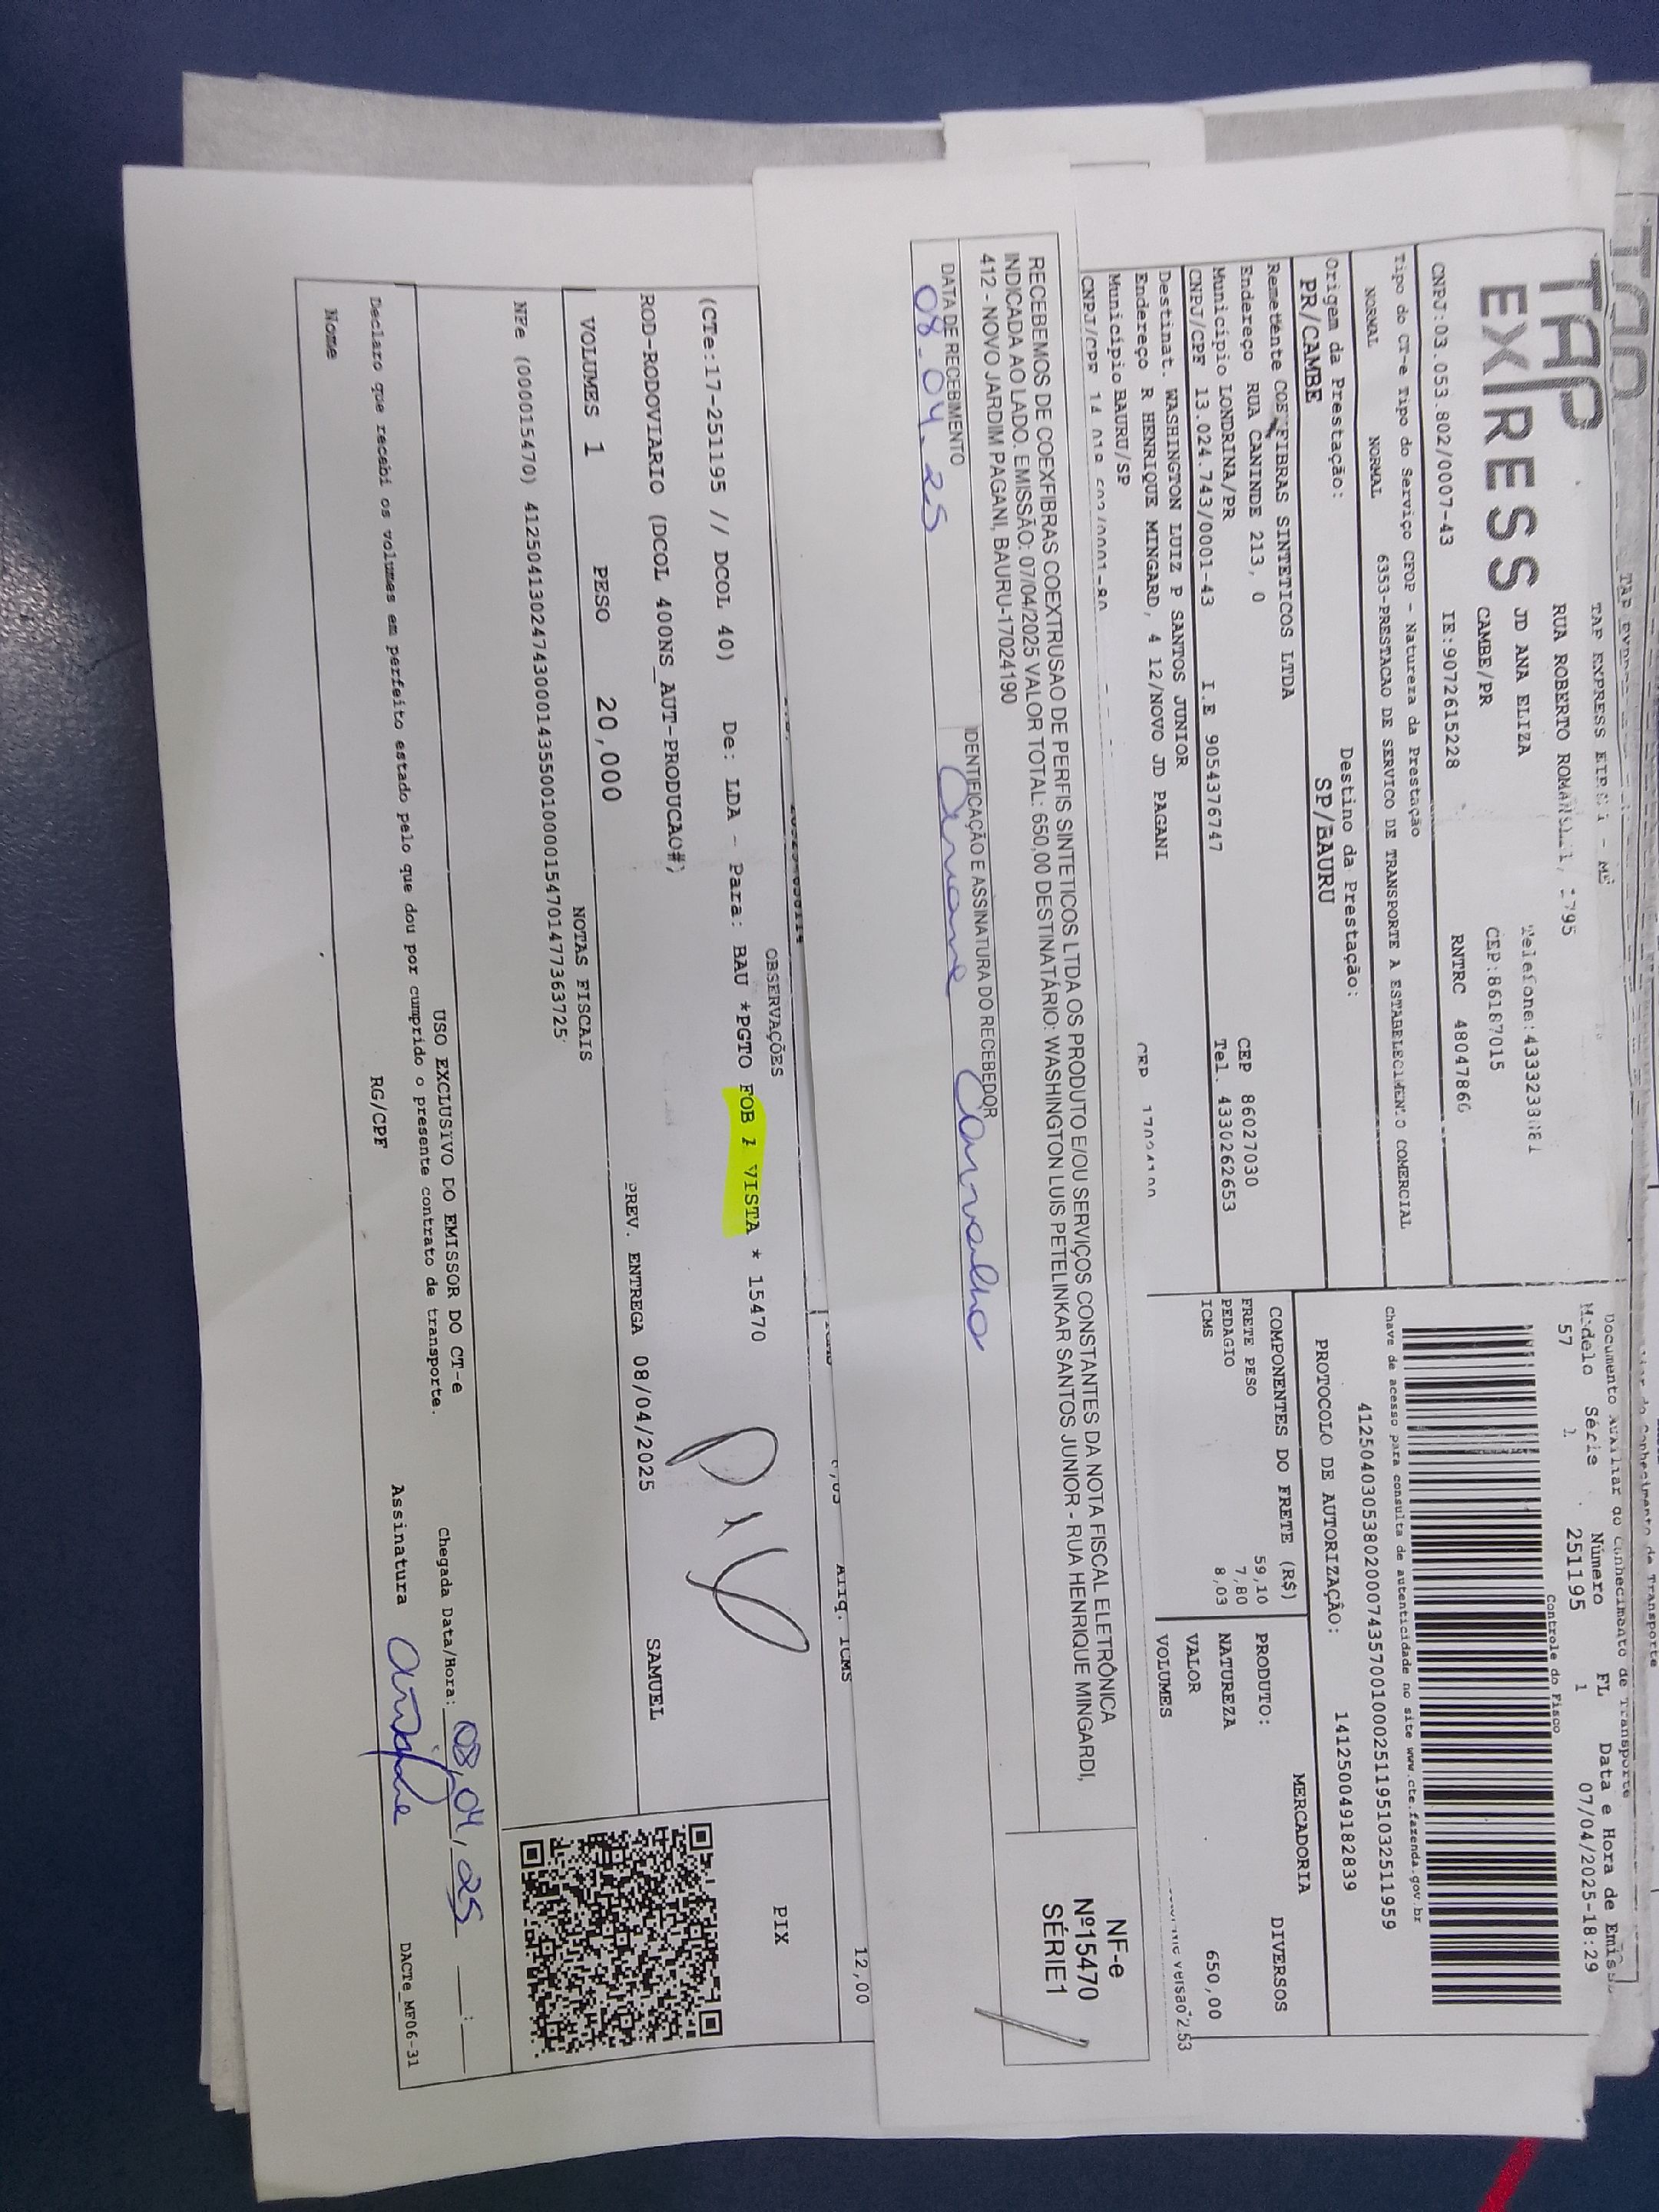 TAP EXPRESS
TAP EXPRESS EIRELI - ME
RUA ROBERTO ROMANELLI, 1795
JD ANA ELIZA
CAMBE/PR CEP:86187015
CNPJ:03.053.802/0007-43 IE:9072615228 RNTRC 48047866
Documento Auxiliar do Conhecimento de Transporte
Modelo Série Número FL Data e Hora de
57 251195 1 07/04/2025-18:29
Controle do Fisco
Tipo do CT-e Tipo do Serviço CFOP - Natureza da Prestação
NORMAL NORMAL 6353-PRESTACAO DE SERVICO DE TRANSPORTE A ESTABELECIMENTO COMERCIAL
Chave de acesso para consulta de autenticidade no site www.cte.fazenda.gov.br
41250403053802000743570010002511951032511959
Origem da Prestação: Destino da Prestação:
PR/CAMBE SP/BAURU
PROTOCOLO DE AUTORIZAÇÃO: 141250049182839
Remetente FIBRAS SINTETICOS LTDA
Endereço RUA CANINDE 213, 0 CEP 86027030
Município LONDRINA/PR Tel. 4330262653
CNPJ/CPF 13.024.743/0001-43 I.E 9054376747
Destinat. WASHINGTON LUIZ P SANTOS JUNIOR
Endereço R HENRIQUE MINGARD, 4 12/NOVO JD PAGANI
Município BAURU/SP CEP
CNPJ/CPF
COMPONENTES DO FRETE (R$)
FRETE PESO 59,10
PEDAGIO 7,80
ICMS 8,03
MERCADORIA
PRODUTO: DIVERSOS
NATUREZA
VALOR 650,00
VOLUMES
versao 2.53
RECEBEMOS DE COEXFIBRAS COEXTRUSAO DE PERFIS SINTETICOS LTDA OS PRODUTO E/OU SERVIÇOS CONSTANTES DA NOTA FISCAL ELETRÔNICA
INDICADA AO LADO. EMISSÃO: 07/04/2025 VALOR TOTAL: 650,00 DESTINATÁRIO: WASHINGTON LUIS PETELINKAR SANTOS JUNIOR - RUA HENRIQUE MINGARDI,
412 - NOVO JARDIM PAGANI, BAURU-17024190
NF-e
Nº15470
SÉRIE1
DATA DE RECEBIMENTO IDENTIFICAÇÃO E ASSINATURA DO RECEBEDOR
08.04.25 Carvalho
Aliq. ICMS
12,00
OBSERVAÇÕES
(CTe:17-251195 // DCOL 40) De: LDA - Para: BAU *PGTO FOB VISTA * 15470
ROD-RODOVIARIO (DCOL 400NS_AUT-PRODUCAO#)
PIX
PREV. ENTREGA 08/04/2025 SAMUEL
VOLUMES 1 PESO 20,000
NOTAS FISCAIS
NFe (000015470) 41250413024743000143550010000154701477363725
USO EXCLUSIVO DO EMISSOR DO CT-e
Declaro que recebi os volumes em perfeito estado pelo que dou por cumprido o presente contrato de transporte.
Chegada Data/Hora: 08,04,25 __:__
Nome RG/CPF Assinatura
DACTe_MF06-31